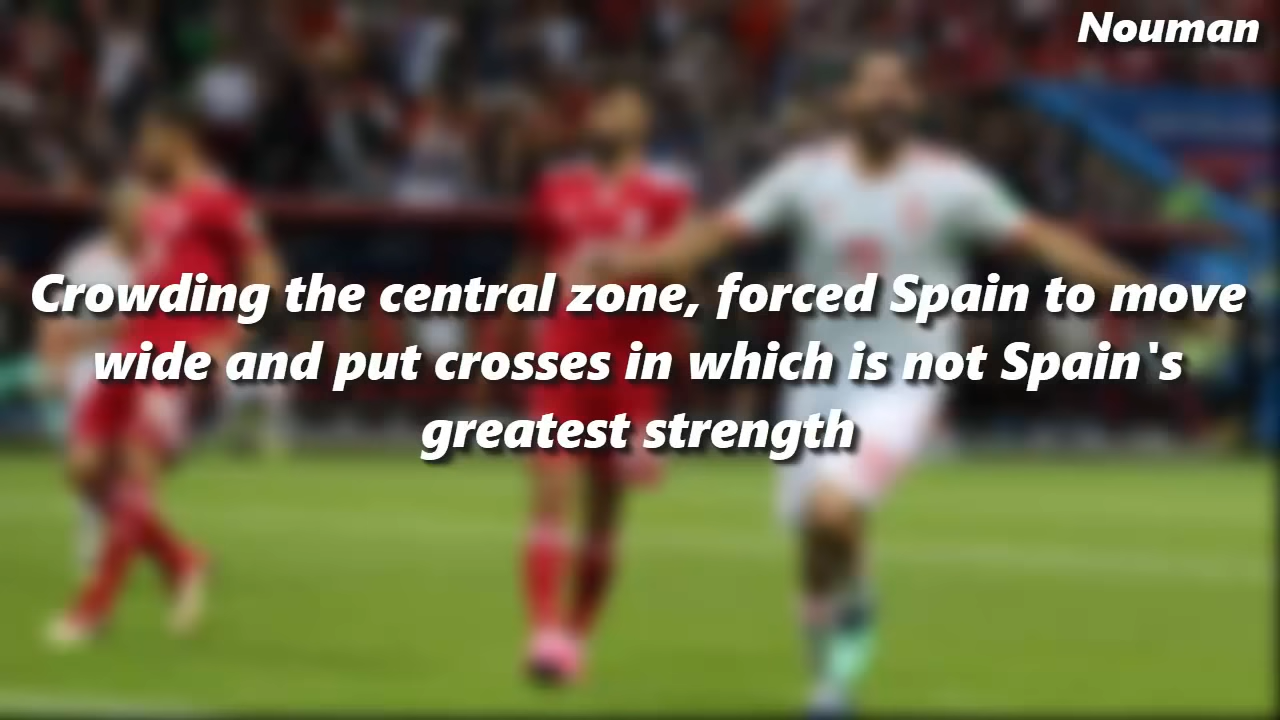 Nouman
Crowding the central zone, forced Spain to move
wide and put crosses in which is not Spain's
greatest strength